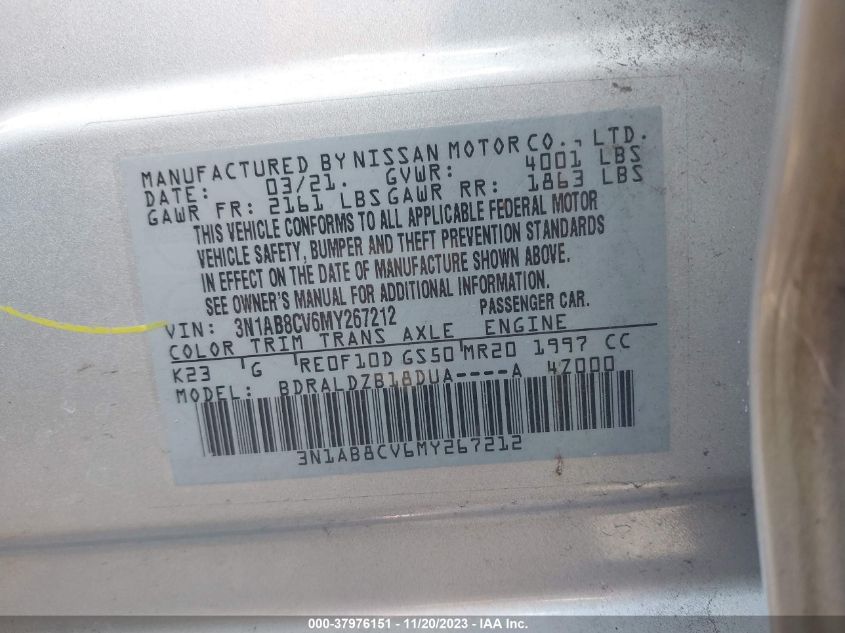 MANUFACTURED BY NISSAN MOTOR CO., LTD.
DATE: 03/21. GVWR: 4001 LBS
GAWR FR: 2161 LBS GAWR RR: 1863 LBS
THIS VEHICLE CONFORMS TO ALL APPLICABLE FEDERAL MOTOR
VEHICLE SAFETY, BUMPER AND THEFT PREVENTION STANDARDS
IN EFFECT ON THE DATE OF MANUFACTURE SHOWN ABOVE.
SEE OWNER'S MANUAL FOR ADDITIONAL INFORMATION.
VIN: 3N1AB8CV6MY267212 PASSENGER CAR.
COLOR TRIM TRANS AXLE ENGINE
K23 G RE0F10D GS50 MR20 1997 CC
MODEL: BDRALDZB18DUA----A 4Z000
3N1AB8CV6MY267212
000-37976151 - 11/20/2023 - IAA Inc.